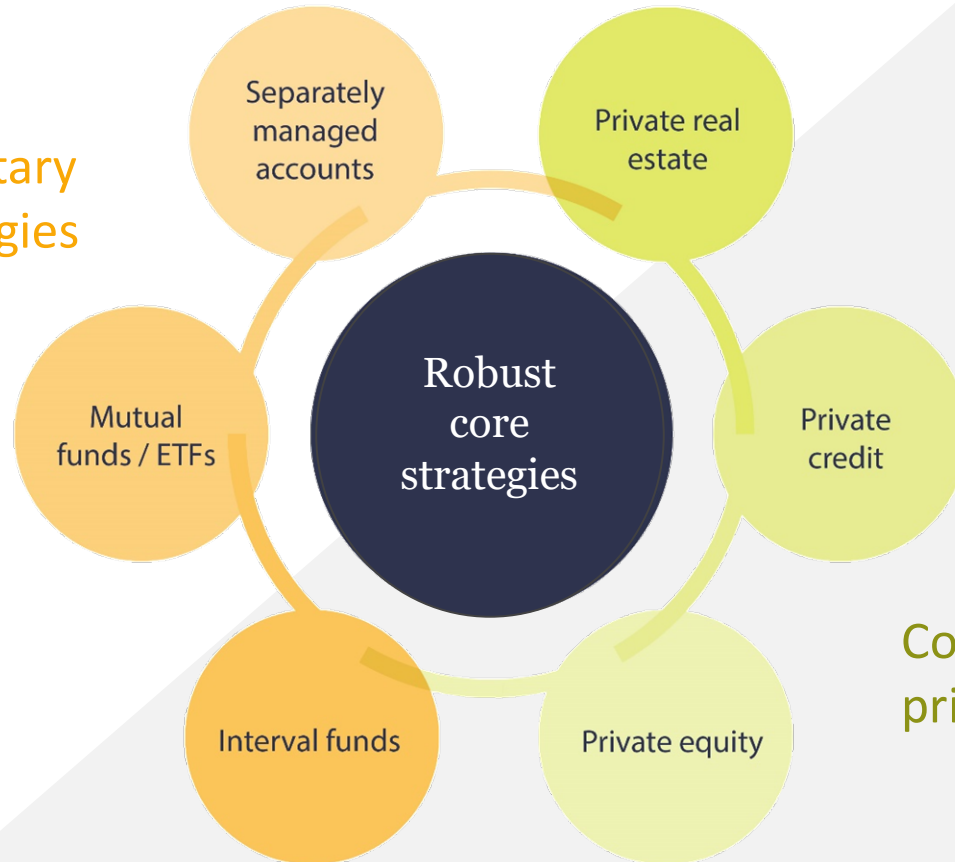 Separately
managed
accounts
Private real
estate
tary
gies
Robust
core
strategies
Mutual
funds / ETFs
Private
credit
Co
pri
Interval funds
Private equity